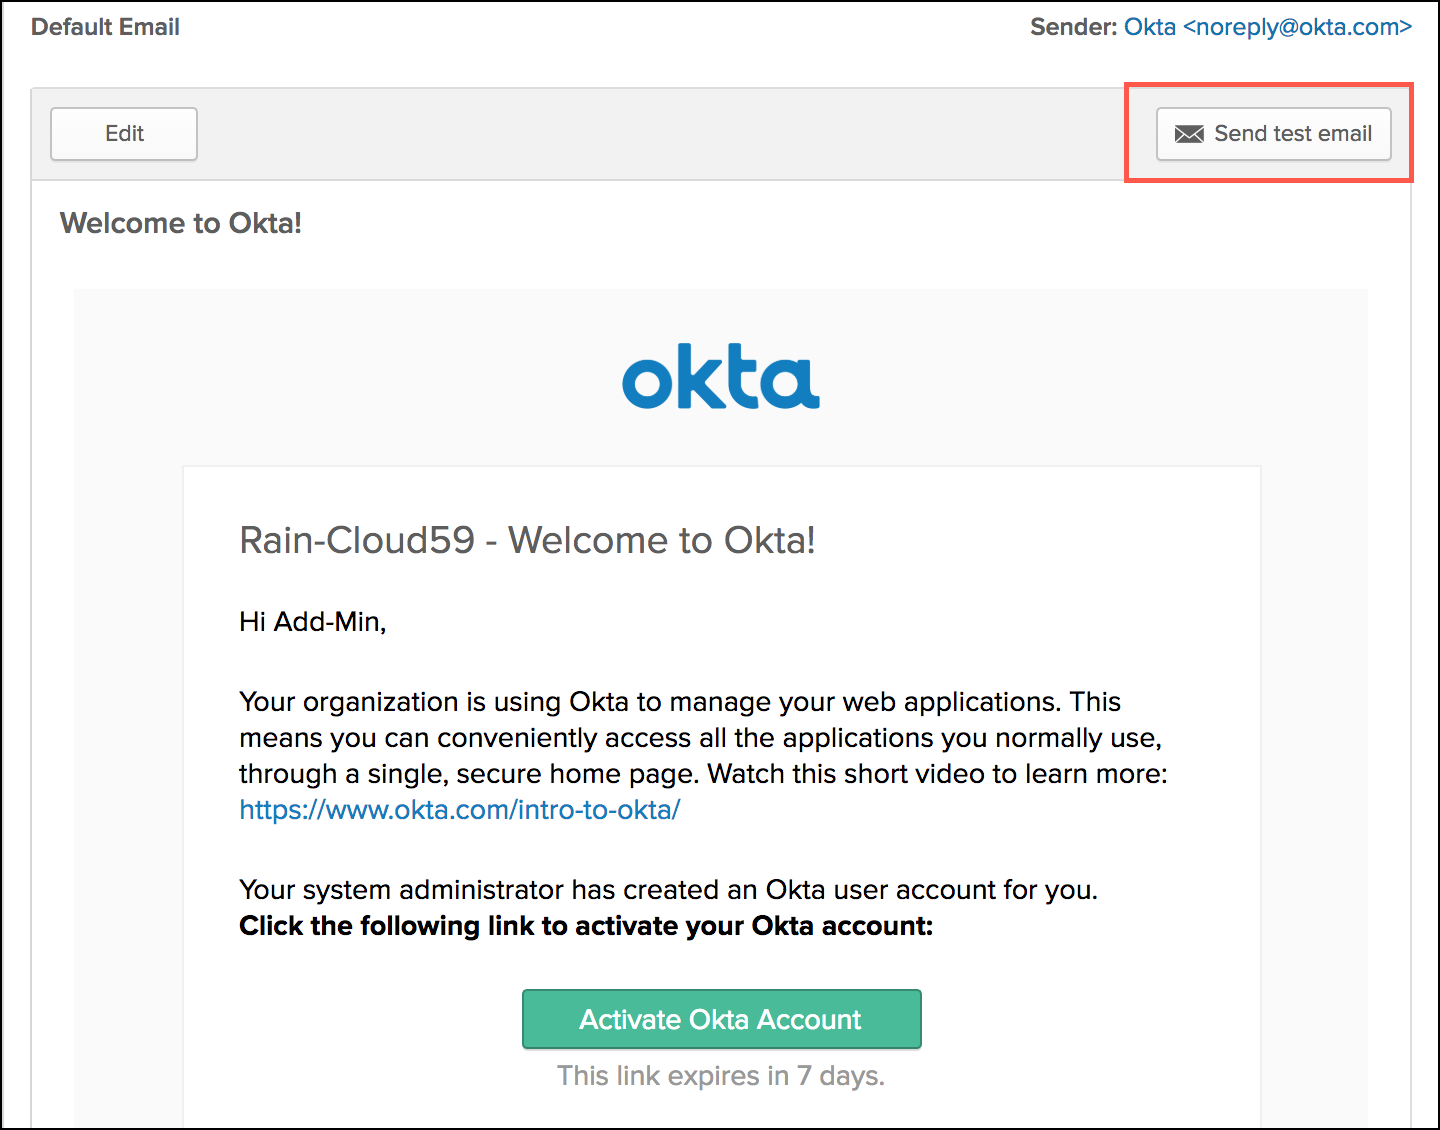 Default Email
Sender: Okta <noreply@okta.com>
Edit
Send test email
Welcome to Okta!
okta
Rain-Cloud59 - Welcome to Okta!
Hi Add-Min,
Your organization is using Okta to manage your web applications. This
means you can conveniently access all the applications you normally use,
through a single, secure home page. Watch this short video to learn more:
https://www.okta.com/intro-to-okta/
Your system administrator has created an Okta user account for you.
Click the following link to activate your Okta account:
Activate Okta Account
This link expires in 7 days.